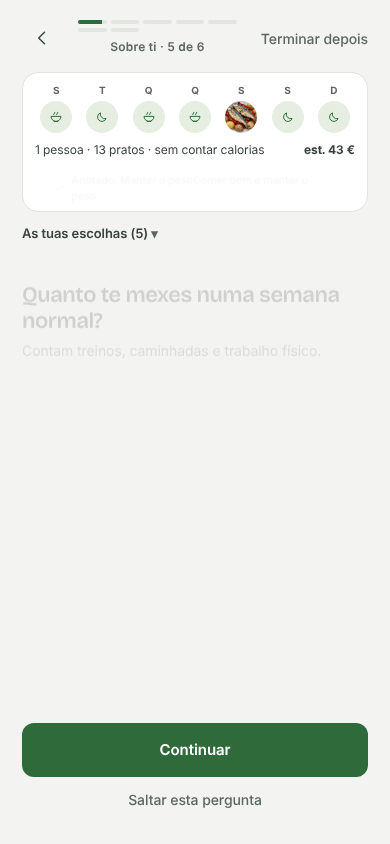 Sobre ti · 5 de 6
Terminar depois
S T Q Q S S D
1 pessoa · 13 pratos · sem contar calorias
est. 43 €
As tuas escolhas (5) ▾
Quanto te mexes numa semana
normal?
Contam treinos, caminhadas e trabalho físico.
Continuar
Saltar esta pergunta